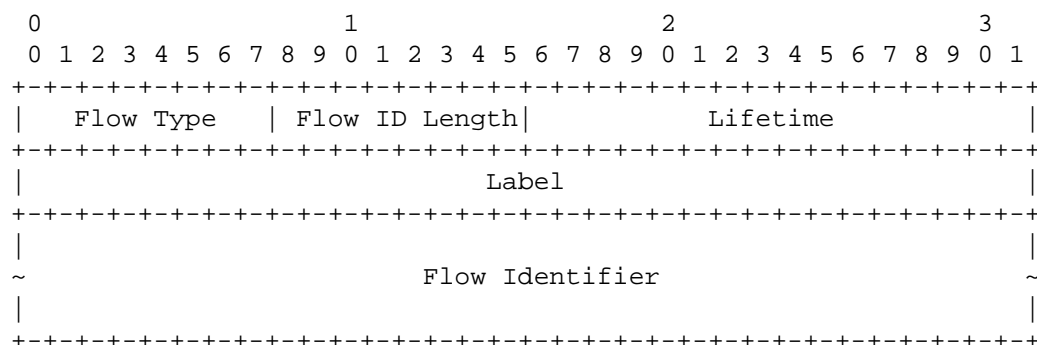 0                   1                   2                   3
 0 1 2 3 4 5 6 7 8 9 0 1 2 3 4 5 6 7 8 9 0 1 2 3 4 5 6 7 8 9 0 1
+-+-+-+-+-+-+-+-+-+-+-+-+-+-+-+-+-+-+-+-+-+-+-+-+-+-+-+-+-+-+-+-+
|   Flow Type   | Flow ID Length|           Lifetime            |
+-+-+-+-+-+-+-+-+-+-+-+-+-+-+-+-+-+-+-+-+-+-+-+-+-+-+-+-+-+-+-+-+
|                             Label                             |
+-+-+-+-+-+-+-+-+-+-+-+-+-+-+-+-+-+-+-+-+-+-+-+-+-+-+-+-+-+-+-+-+
|                                                               |
~                         Flow Identifier                       ~
|                                                               |
+-+-+-+-+-+-+-+-+-+-+-+-+-+-+-+-+-+-+-+-+-+-+-+-+-+-+-+-+-+-+-+-+